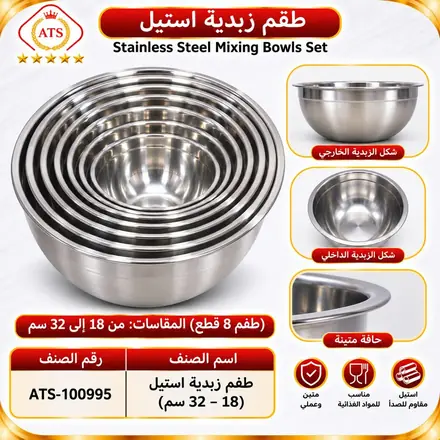 ATS
طقم زبدية استيل
Stainless Steel Mixing Bowls Set
شكل الزبدية الخارجي
شكل الزبدية الداخلي
حافة متينة
(طقم 8 قطع) المقاسات: من 18 إلى 32 سم
اسم الصنف
رقم الصنف
طقم زبدية استيل
(18 – 32 سم)
ATS-100995
استيل
مقاوم للصدأ
مناسب
للمواد الغذائية
متين
وعملي